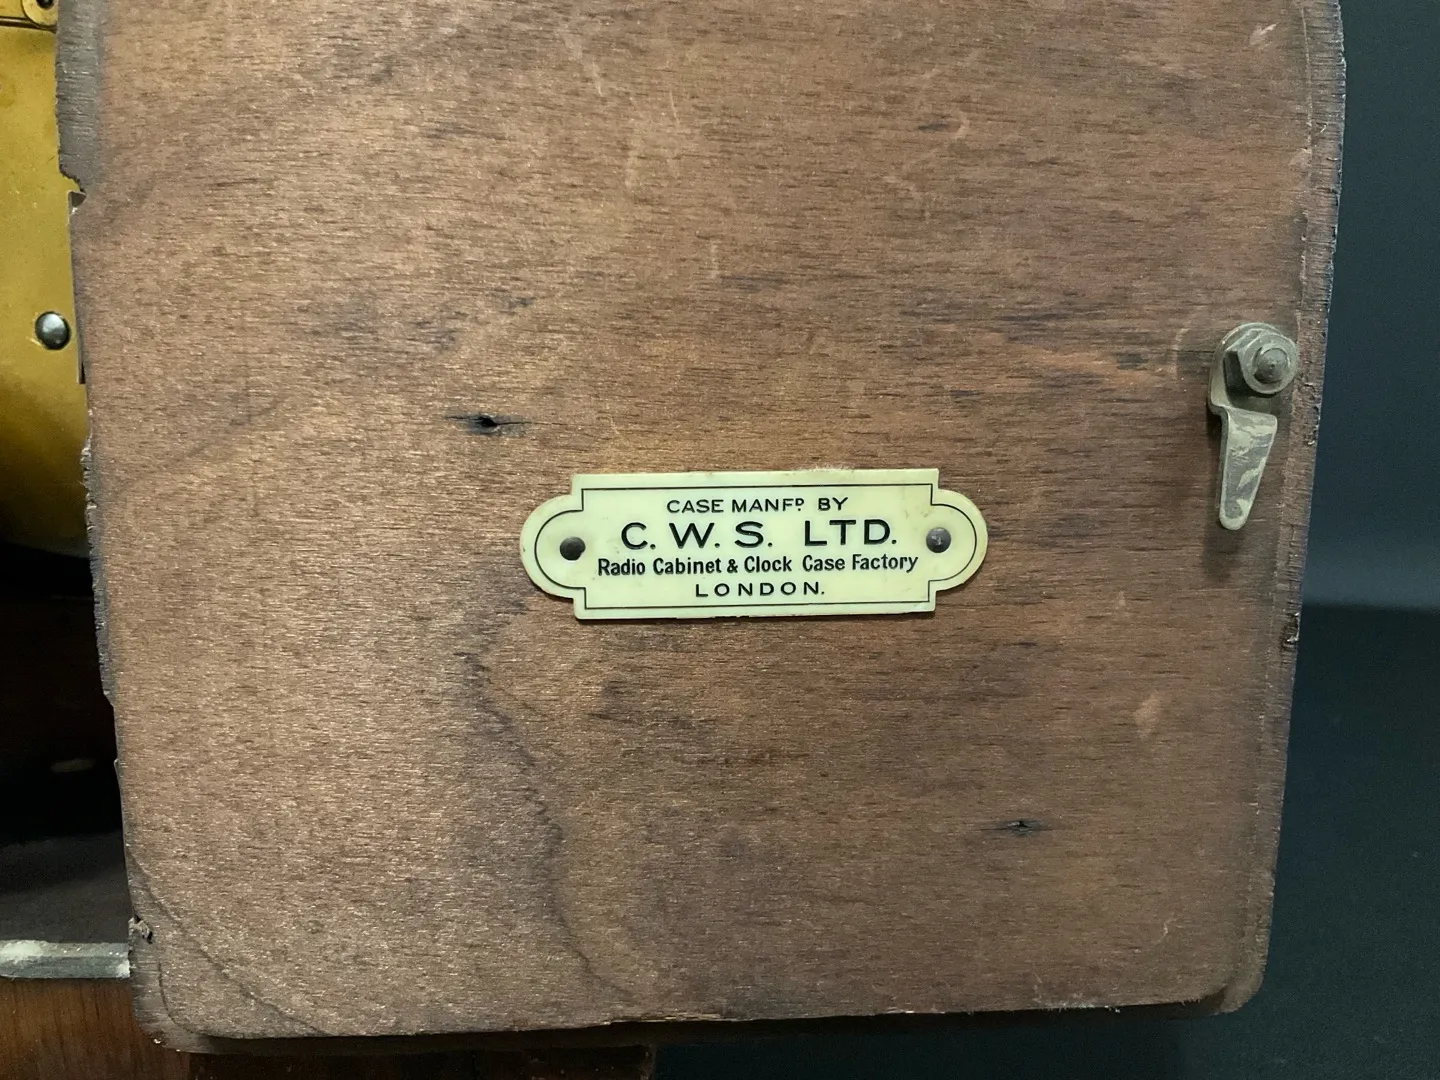 CASE MANFD BY
C. W. S. LTD.
Radio Cabinet & Clock Case Factory
LONDON.